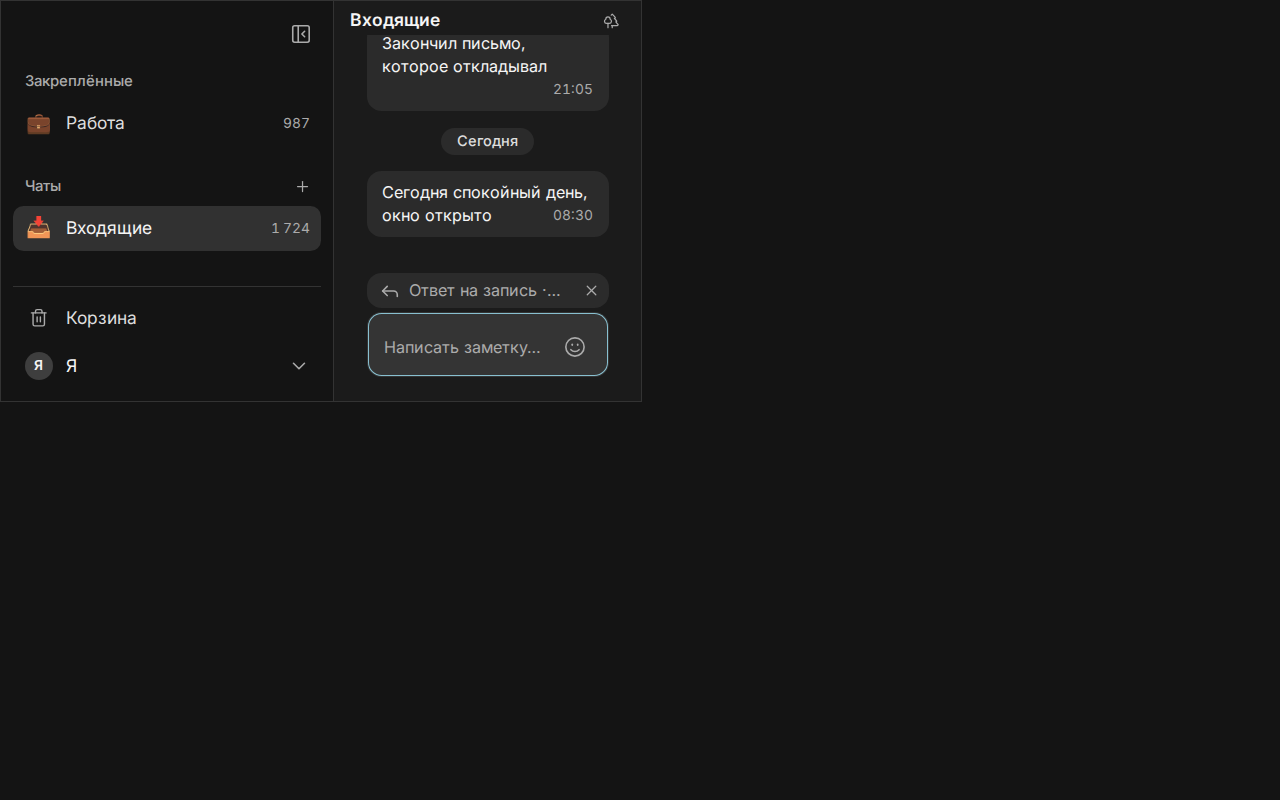 Закреплённые
Работа 987
Чаты
Входящие 1 724
Корзина
Я Я
Входящие
Закончил письмо,
которое откладывал
21:05
Сегодня
Сегодня спокойный день,
окно открыто 08:30
Ответ на запись ·...
Написать заметку...